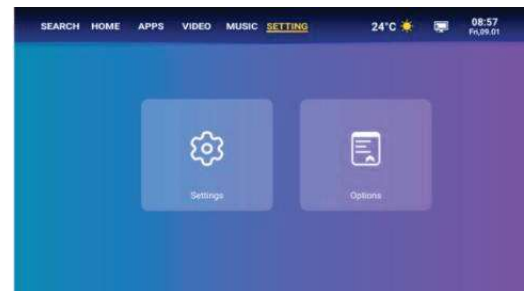 SEARCH HOME APPS VIDEO MUSIC SETTING 24°C 08:57
Fri,09.01
Settings Options